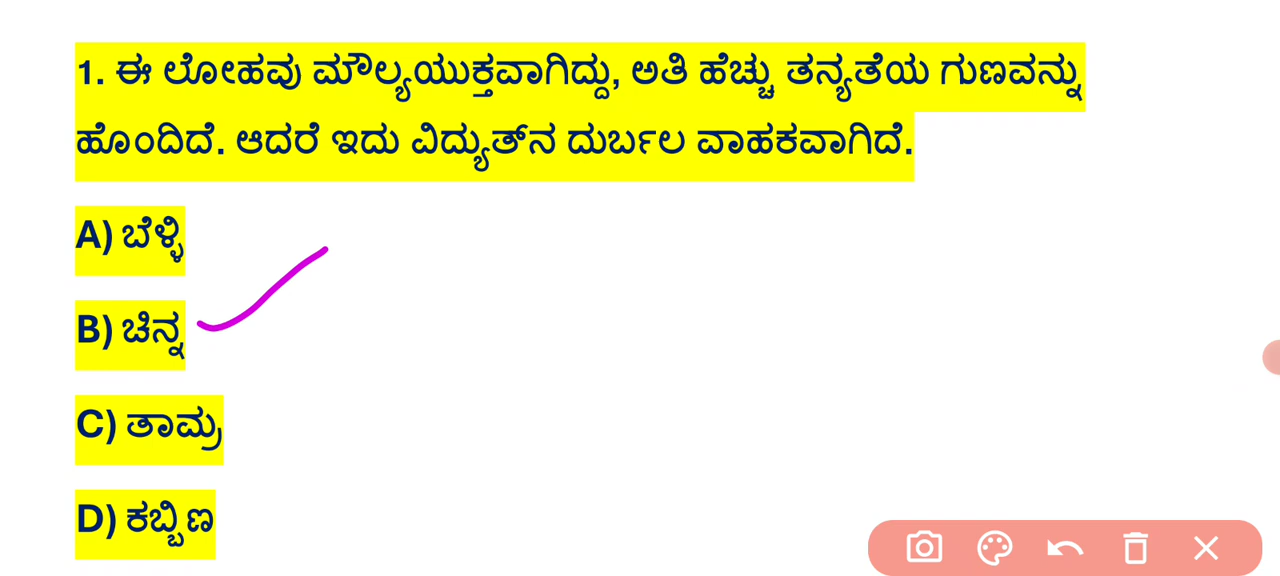 1. ಈ ಲೋಹವು ಮೌಲ್ಯಯುಕ್ತವಾಗಿದ್ದು, ಅತಿ ಹೆಚ್ಚು ತನ್ಯತೆಯ ಗುಣವನ್ನು
ಹೊಂದಿದೆ. ಆದರೆ ಇದು ವಿದ್ಯುತ್‌ನ ದುರ್ಬಲ ವಾಹಕವಾಗಿದೆ.
A) ಬೆಳ್ಳಿ
B) ಚಿನ್ನ
C) ತಾಮ್ರ
D) ಕಬ್ಬಿಣ